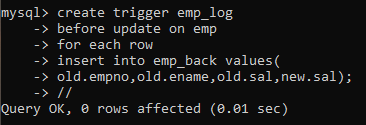 mysql> create trigger emp_log
-> before update on emp
-> for each row
-> insert into emp_back values(
-> old.empno,old.ename,old.sal,new.sal);
-> //
Query OK, 0 rows affected (0.01 sec)